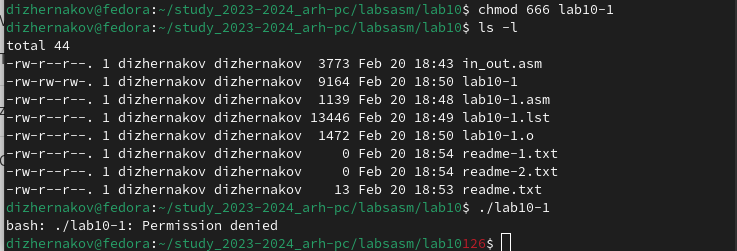 dizhernakov@fedora:~/study_2023-2024_arh-pc/labsasm/lab10$ chmod 666 lab10-1
dizhernakov@fedora:~/study_2023-2024_arh-pc/labsasm/lab10$ ls -l
total 44
-rw-r--r--. 1 dizhernakov dizhernakov  3773 Feb 20 18:43 in_out.asm
-rw-rw-rw-. 1 dizhernakov dizhernakov  9164 Feb 20 18:50 lab10-1
-rw-r--r--. 1 dizhernakov dizhernakov  1139 Feb 20 18:48 lab10-1.asm
-rw-r--r--. 1 dizhernakov dizhernakov 13446 Feb 20 18:49 lab10-1.lst
-rw-r--r--. 1 dizhernakov dizhernakov  1472 Feb 20 18:50 lab10-1.o
-rw-r--r--. 1 dizhernakov dizhernakov     0 Feb 20 18:54 readme-1.txt
-rw-r--r--. 1 dizhernakov dizhernakov     0 Feb 20 18:54 readme-2.txt
-rw-r--r--. 1 dizhernakov dizhernakov    13 Feb 20 18:53 readme.txt
dizhernakov@fedora:~/study_2023-2024_arh-pc/labsasm/lab10$ ./lab10-1
bash: ./lab10-1: Permission denied
dizhernakov@fedora:~/study_2023-2024_arh-pc/labsasm/lab10126$